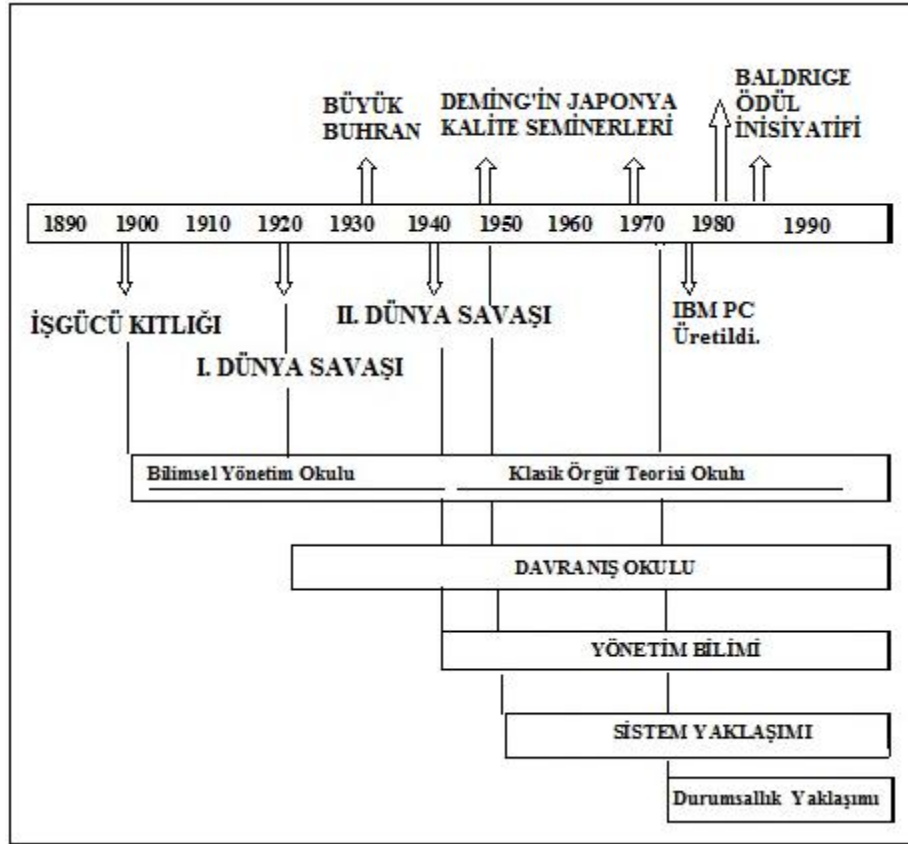 BÜYÜK
BUHRAN
DEMİNG'İN JAPONYA
KALİTE SEMİNERLERİ
BALDRIGE
ÖDÜL
İNİSİYATİFİ
1890 1900 1910 1920 1930 1940 1950 1960 1970 1980 1990
İŞGÜCÜ KITLIĞI
I. DÜNYA SAVAŞI
II. DÜNYA SAVAŞI
IBM PC
Üretildi.
Bilimsel Yönetim Okulu
Klasik Örgüt Teorisi Okulu
DAVRANIŞ OKULU
YÖNETİM BİLİMİ
SİSTEM YAKLAŞIMI
Durumsallık Yaklaşımı